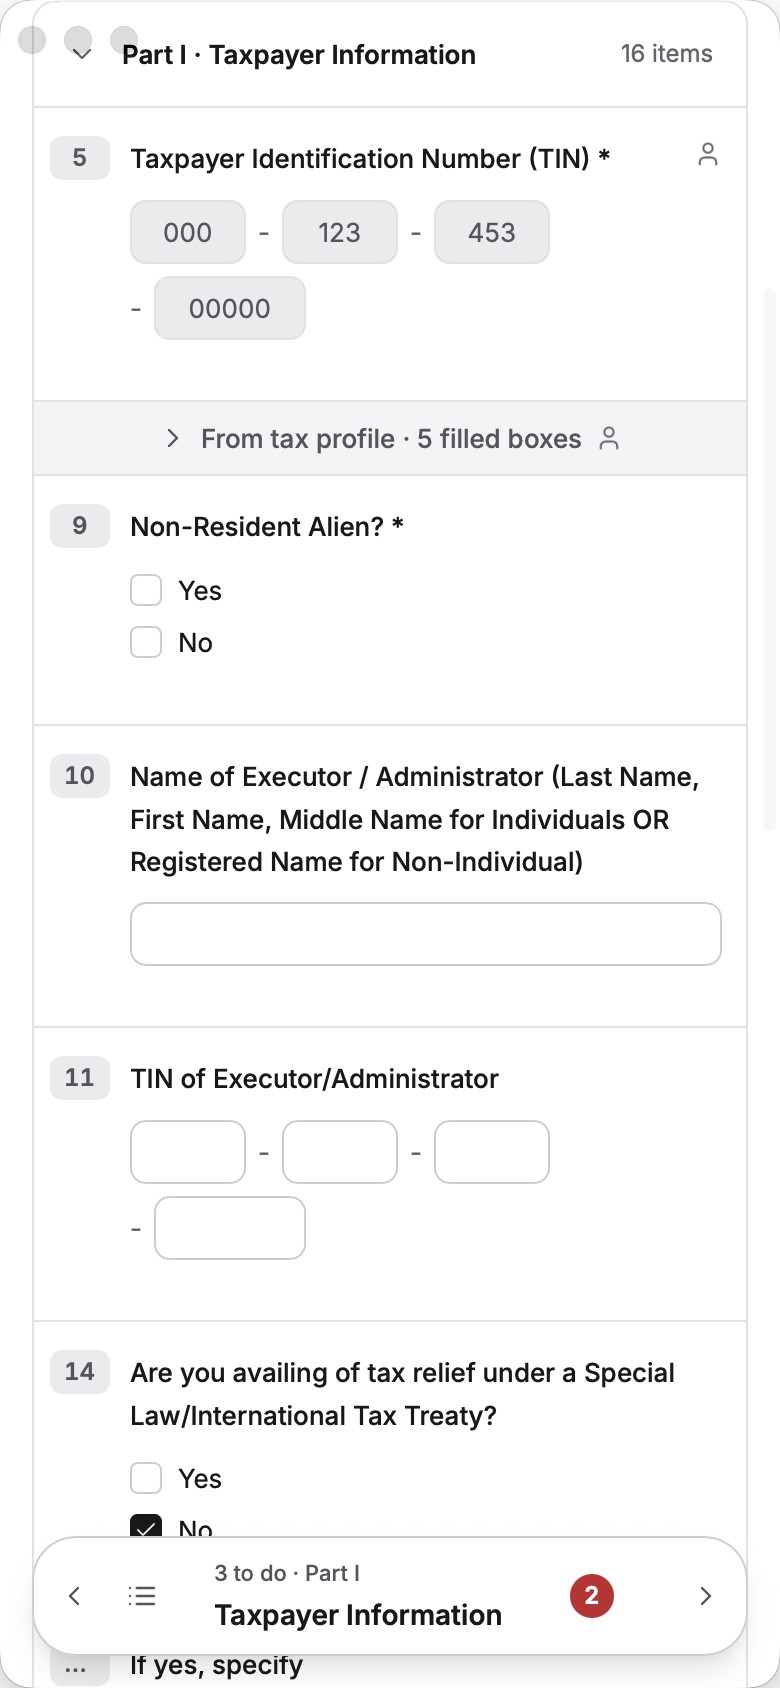 Part I · Taxpayer Information 16 items
5 Taxpayer Identification Number (TIN) *
000 - 123 - 453
- 00000
From tax profile · 5 filled boxes
9 Non-Resident Alien? *
Yes
No
10 Name of Executor / Administrator (Last Name,
First Name, Middle Name for Individuals OR
Registered Name for Non-Individual)
11 TIN of Executor/Administrator
- -
-
14 Are you availing of tax relief under a Special
Law/International Tax Treaty?
Yes
No
3 to do · Part I
Taxpayer Information 2
... If yes, specify